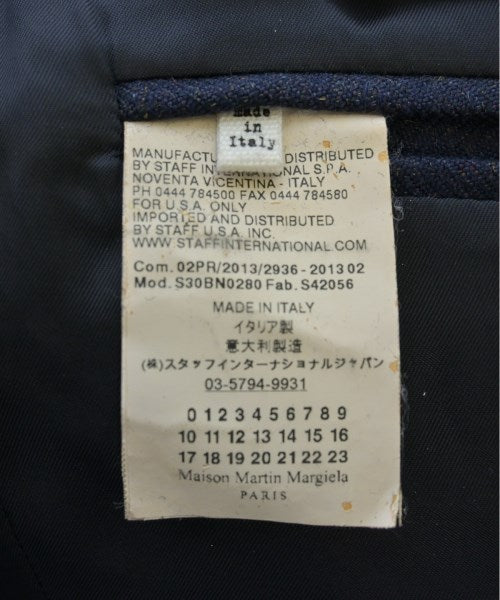 made
in
Italy
MANUFACTU DISTRIBUTED
BY STAFF INTERNATIONAL S.P.A.
NOVENTA VICENTINA - ITALY
PH 0444 784500 FAX 0444 784580
FOR U.S.A. ONLY
IMPORTED AND DISTRIBUTED
BY STAFF U.S.A. INC.
WWW.STAFFINTERNATIONAL.COM
Com. 02PR/2013/2936 - 2013 02
Mod. S30BN0280 Fab. S42056
MADE IN ITALY
イタリア製
意大利製造
(株)スタッフインターナショナルジャパン
03-5794-9931
0 1 2 3 4 5 6 7 8 9
10 11 12 13 14 15 16
17 18 19 20 21 22 23
Maison Martin Margiela
PARIS